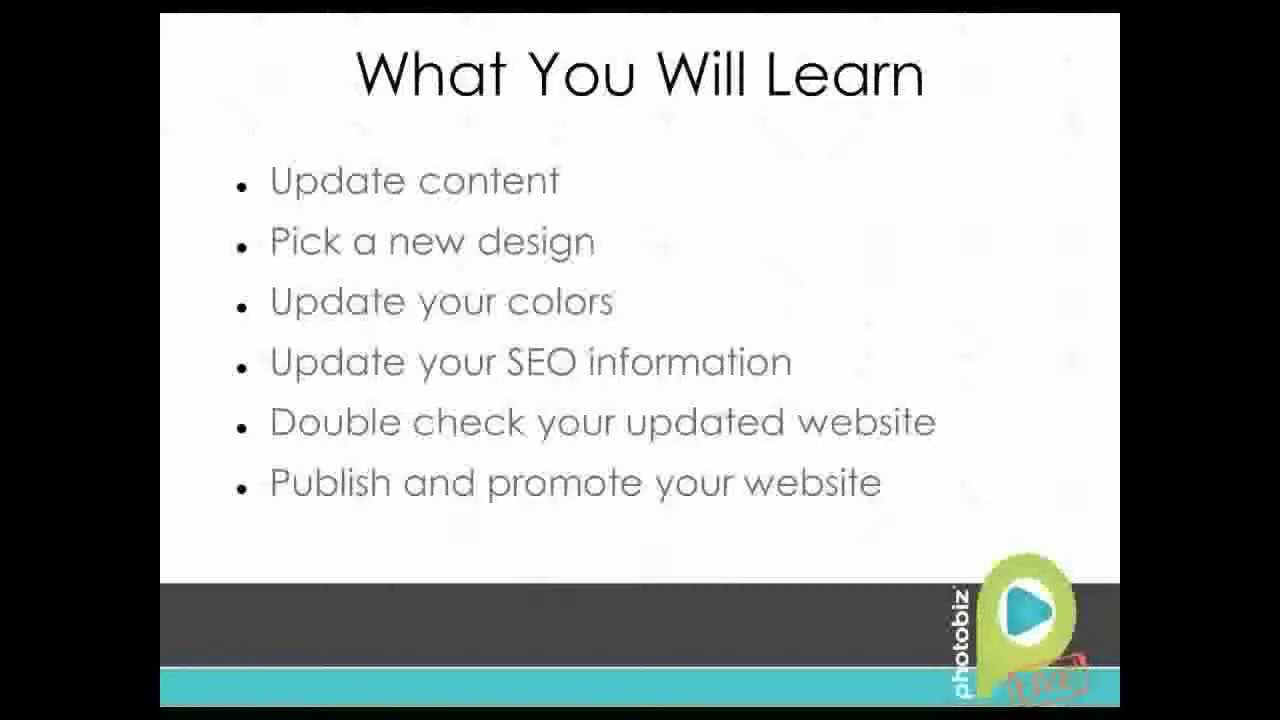 What You Will Learn
Update content
Pick a new design
Update your colors
Update your SEO information
Double check your updated website
Publish and promote your website
photobiz
LIVE